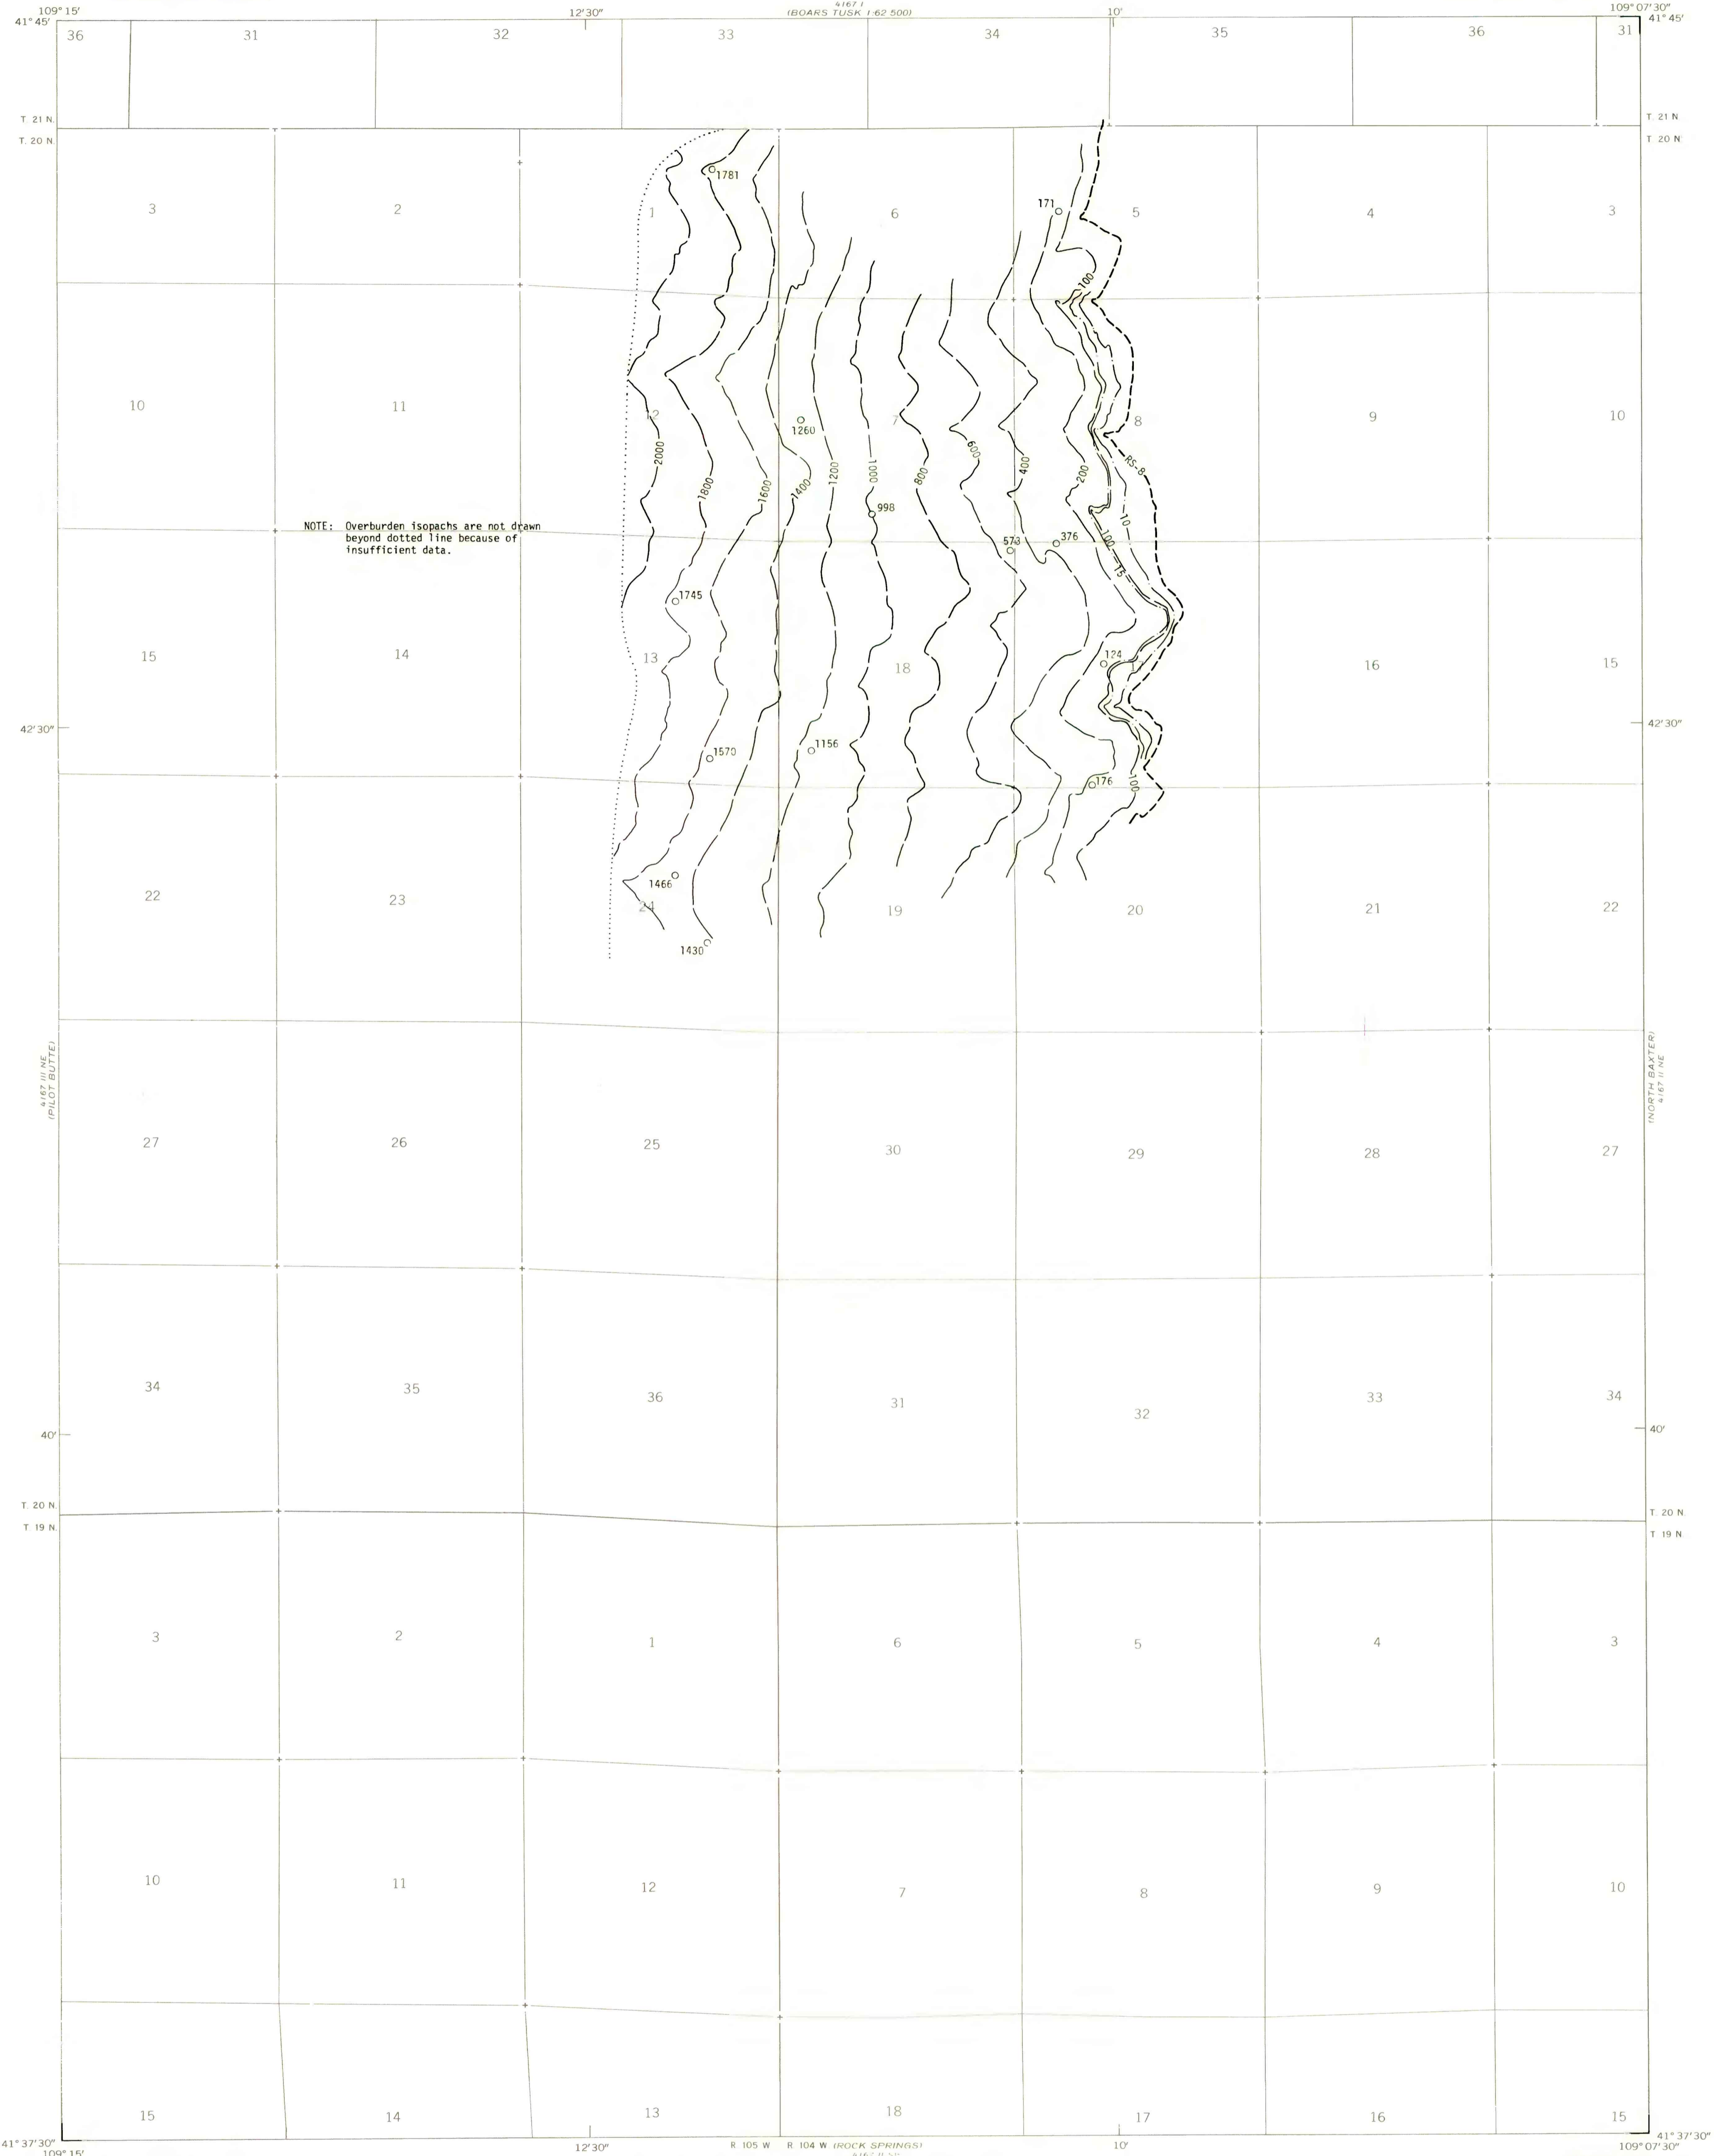 4167 I
109° 15′ 12′30″ (BOARS TUSK 1:62 500) 10′ 109° 07′30″
41° 45′ 41° 45′
36 31 32 33 34 35 36 31
T. 21 N. T. 21 N
T. 20 N. T. 20 N.
1781
171
3 2 1 6 5 4 3
100
10 11 12 7 8 9 10
1260
2000 1800 1600 1400 1200 1000 800 600 400 200 RS-8
998
10
NOTE: Overburden isopachs are not drawn
beyond dotted line because of
insufficient data.
573 376 100
15
1745
15 14 13 18 124 17 16 15
42′30″ 42′30″
1570 1156
176 100
1466
22 23 24 19 20 21 22
1430
4167 III NE
(PILOT BUTTE)
(NORTH BAXTER)
4167 II NE
27 26 25 30 29 28 27
34 35 36 31 32 33 34
40′ 40′
T. 20 N. T. 20 N
T. 19 N. T 19 N
3 2 1 6 5 4 3
10 11 12 7 8 9 10
15 14 13 18 17 16 15
41° 37′30″ 41° 37′30″
109° 15′ 12′30″ R. 105 W. R. 104 W. (ROCK SPRINGS) 10′ 109° 07′30″